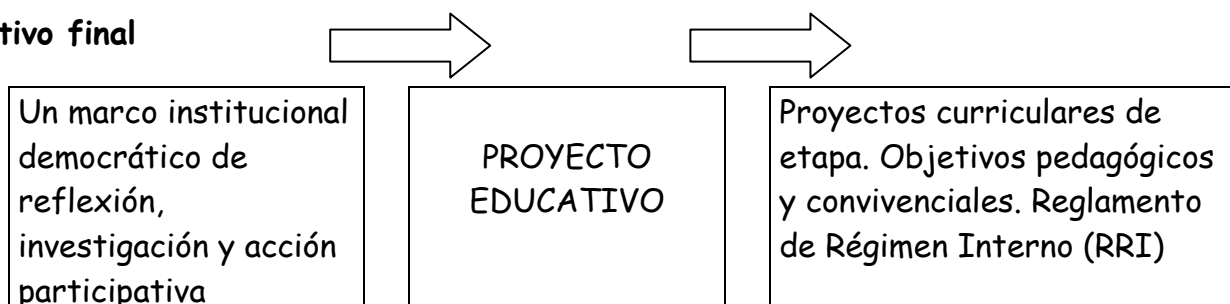 tivo final
Un marco institucional
democrático de
reflexión,
investigación y acción
participativa
PROYECTO
EDUCATIVO
Proyectos curriculares de
etapa. Objetivos pedagógicos
y convivenciales. Reglamento
de Régimen Interno (RRI)